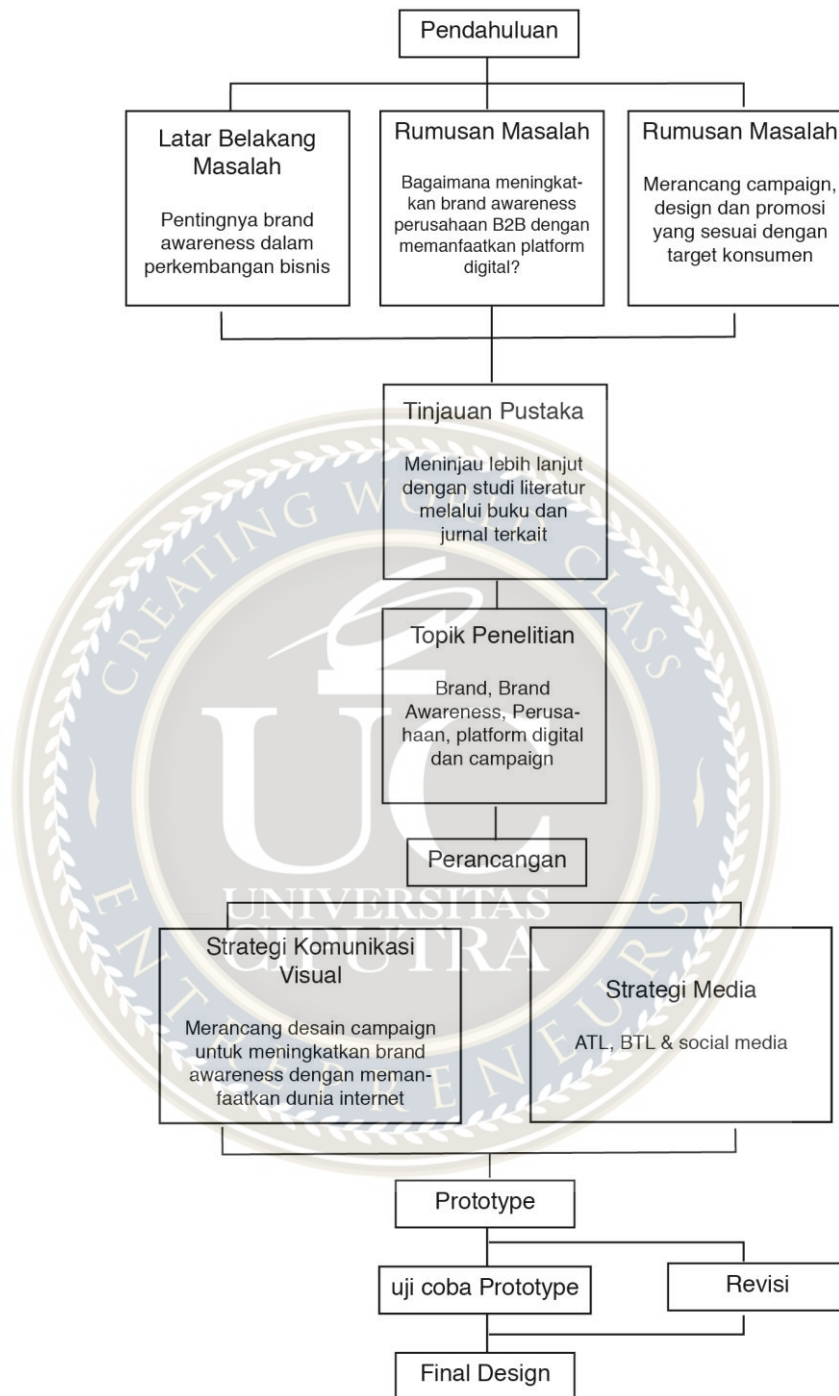 Pendahuluan
Latar Belakang
Masalah
Pentingnya brand
awareness dalam
perkembangan bisnis
Rumusan Masalah
Bagaimana meningkat-
kan brand awareness
perusahaan B2B dengan
memanfaatkan platform
digital?
Rumusan Masalah
Merancang campaign,
design dan promosi
yang sesuai dengan
target konsumen
Tinjauan Pustaka
Meninjau lebih lanjut
dengan studi literatur
melalui buku dan
jurnal terkait
Topik Penelitian
Brand, Brand
Awareness, Perusa-
haan, platform digital
dan campaign
Perancangan
Strategi Komunikasi
Visual
Merancang desain campaign
untuk meningkatkan brand
awareness dengan meman-
faatkan dunia internet
Strategi Media
ATL, BTL & social media
Prototype
uji coba Prototype
Revisi
Final Design
CREATING WORLD CLASS
UC
UNIVERSITAS
CIPUTRA
ENTREPRENEURS